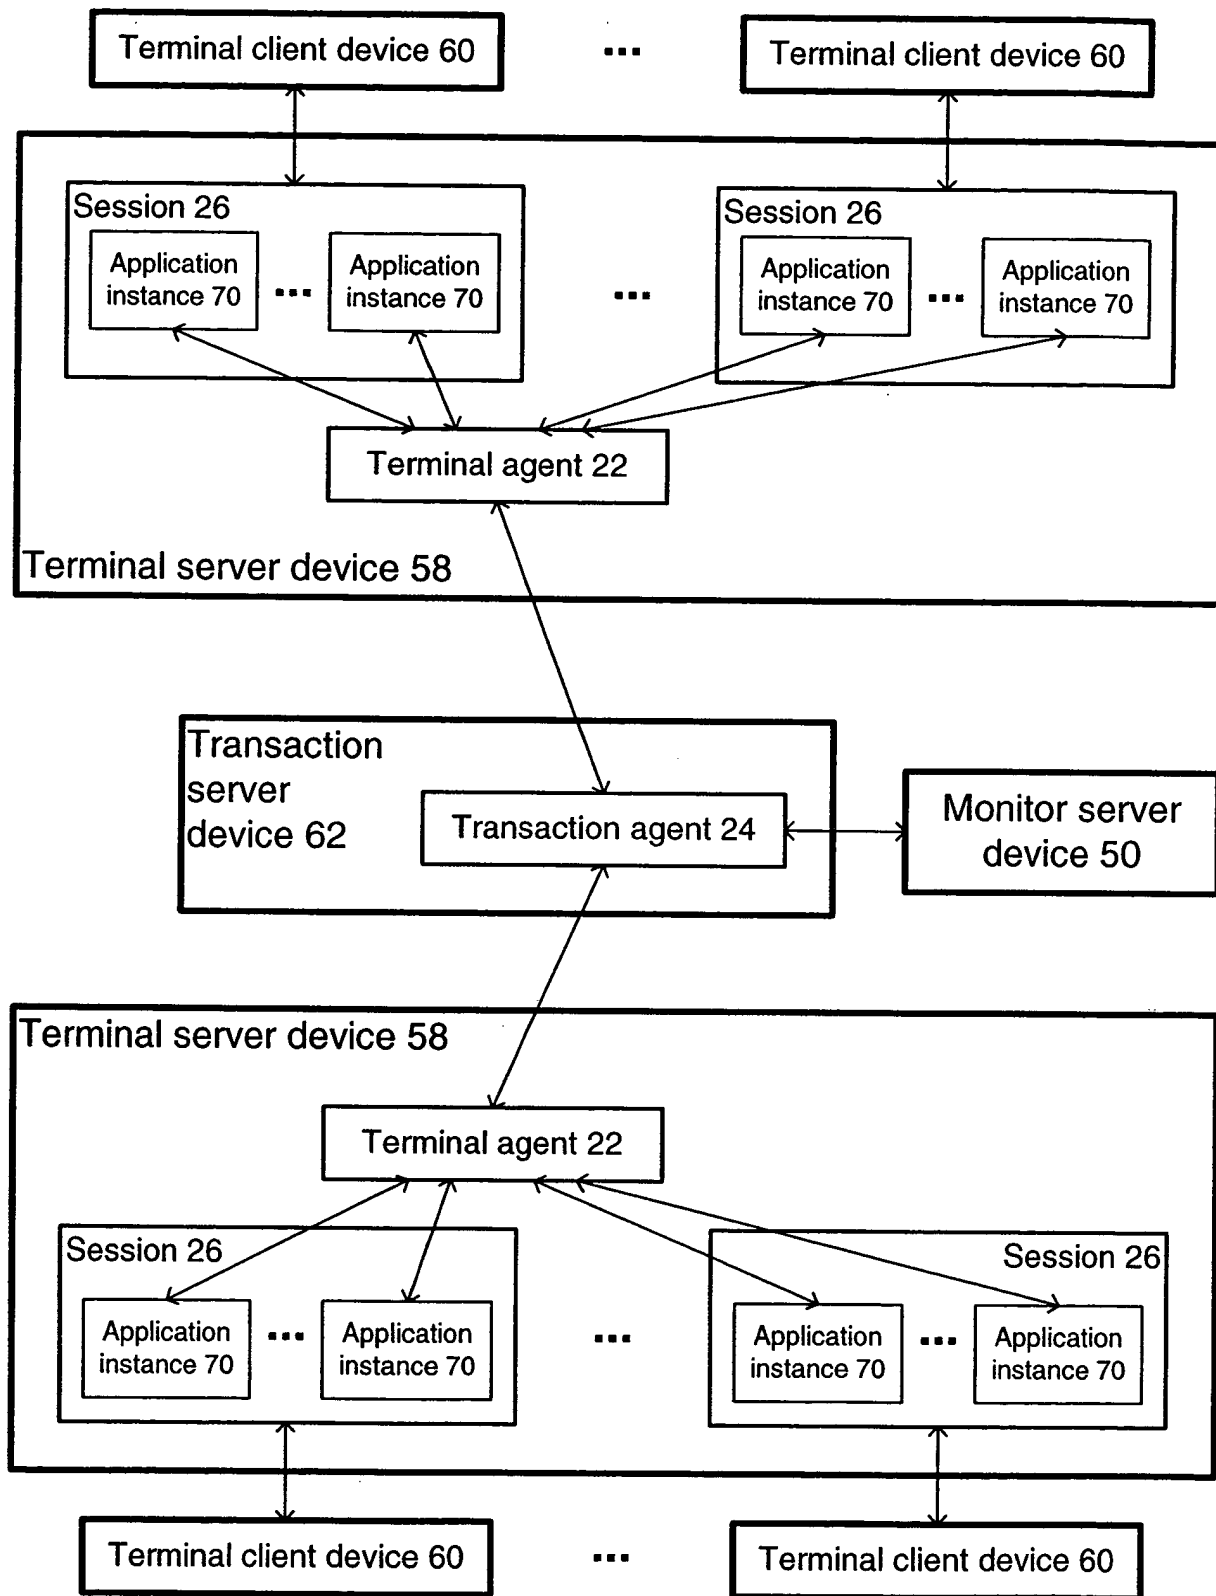 Terminal client device 60
...
Terminal client device 60
Session 26
Application
instance 70
...
Application
instance 70
...
Session 26
Application
instance 70
...
Application
instance 70
Terminal agent 22
Terminal server device 58
Transaction
server
device 62
Transaction agent 24
Monitor server
device 50
Terminal server device 58
Terminal agent 22
Session 26
Application
instance 70
...
Application
instance 70
...
Session 26
Application
instance 70
...
Application
instance 70
Terminal client device 60
...
Terminal client device 60